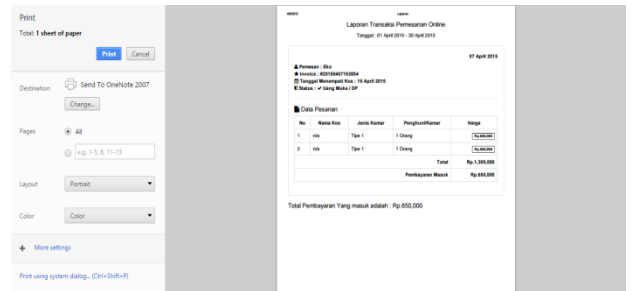 Print
Total: 1 sheet of paper
Print Cancel
Destination Send To OneNote 2007
Change...
Pages All
e.g. 1-5, 8, 11-13
Layout Portrait
Color Color
More settings
Print using system dialog... (Ctrl+Shift+P)
Laporan
Laporan Transaksi Pemesanan Online
Tanggal : 01 April 2015 - 30 April 2015
07 April 2015
Pemesan : Eko
Invoice :
Tanggal Menempati Kos : 15 April 2015
Status : ✔ Uang Muka / DP
Data Pesanan
No Nama Kos Jenis Kamar Penghuni/Kamar Harga
1 n/a Tipe 1 1 Orang
2 n/a Tipe 1 1 Orang
Total Rp.1,300,000
Pembayaran Masuk Rp.650,000
Total Pembayaran Yang masuk adalah : Rp.650,000